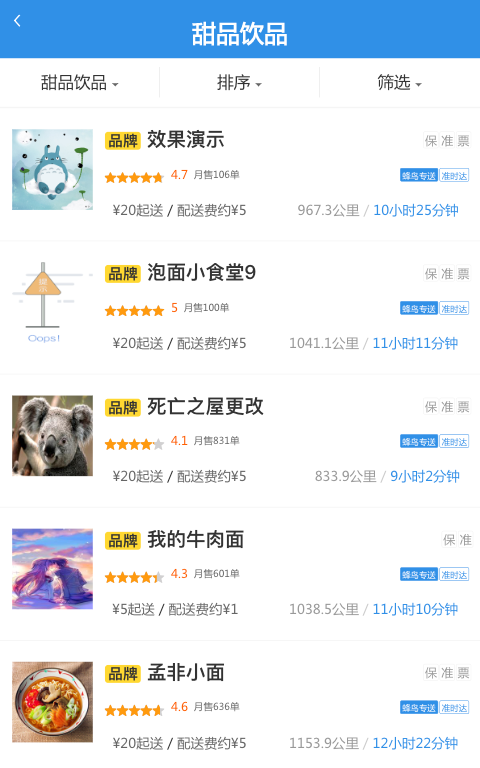 甜品饮品
甜品饮品 排序 筛选
品牌 效果演示 保 准 票
4.7 月售106单 蜂鸟专送 准时达
¥20起送 / 配送费约¥5 967.3公里 / 10小时25分钟
品牌 泡面小食堂9 保 准 票
5 月售100单 蜂鸟专送 准时达
Oops!
¥20起送 / 配送费约¥5 1041.1公里 / 11小时11分钟
品牌 死亡之屋更改 保 准 票
4.1 月售831单 蜂鸟专送 准时达
¥20起送 / 配送费约¥5 833.9公里 / 9小时2分钟
品牌 我的牛肉面 保 准
4.3 月售601单 蜂鸟专送 准时达
¥5起送 / 配送费约¥1 1038.5公里 / 11小时10分钟
品牌 孟非小面 保 准 票
4.6 月售636单 蜂鸟专送 准时达
¥20起送 / 配送费约¥5 1153.9公里 / 12小时22分钟